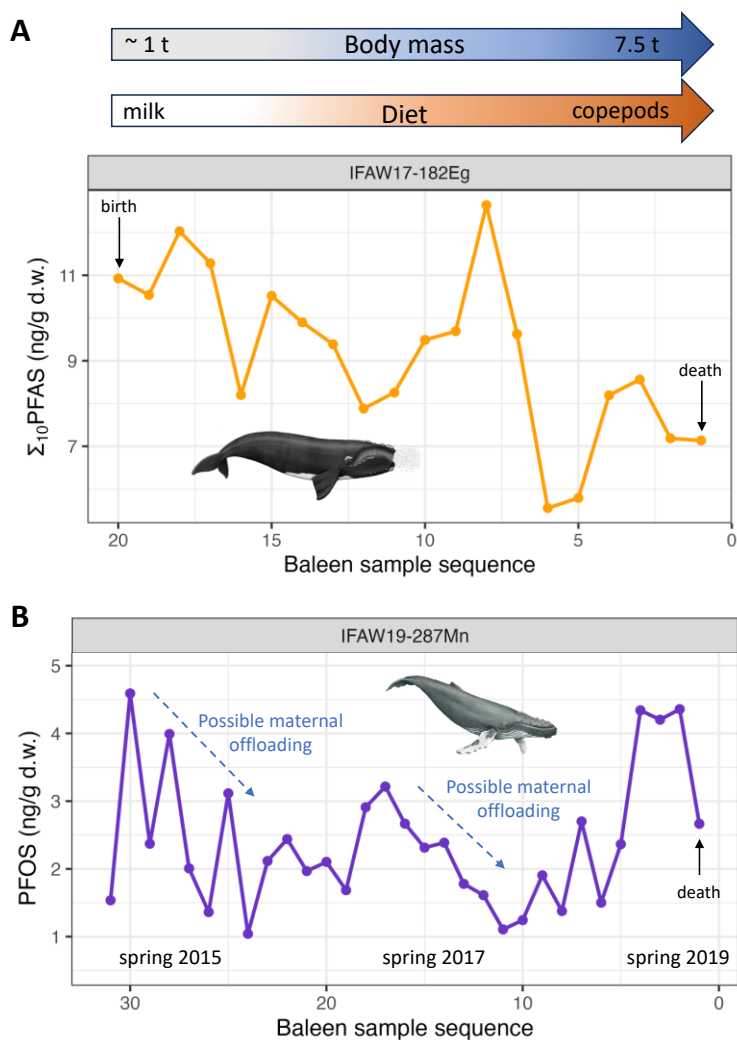 A
~ 1 t Body mass 7.5 t
milk Diet copepods
IFAW17-182Eg
birth
death
Σ10PFAS (ng/g d.w.)
11
9
7
20 15 10 5 0
Baleen sample sequence
B
IFAW19-287Mn
Possible maternal
offloading
Possible maternal
offloading
death
PFOS (ng/g d.w.)
5
4
3
2
1
spring 2015 spring 2017 spring 2019
30 20 10 0
Baleen sample sequence